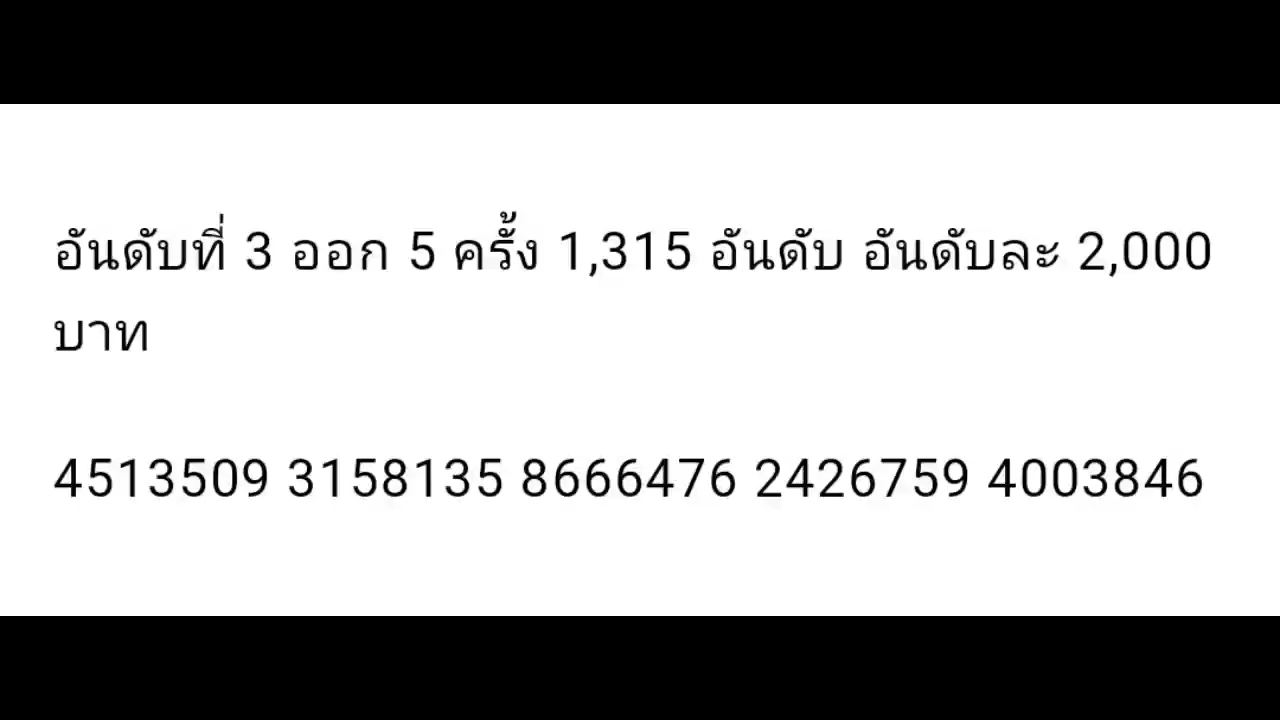 อันดับที่ 3 ออก 5 ครั้ง 1,315 อันดับ อันดับละ 2,000
บาท
4513509 3158135 8666476 2426759 4003846